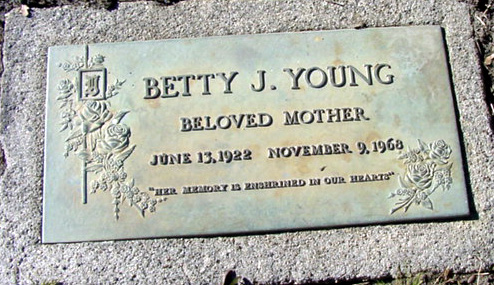 Y
BETTY J. YOUNG
BELOVED MOTHER
JUNE 13, 1922 NOVEMBER 9, 1968
"HER MEMORY IS ENSHRINED IN OUR HEARTS"